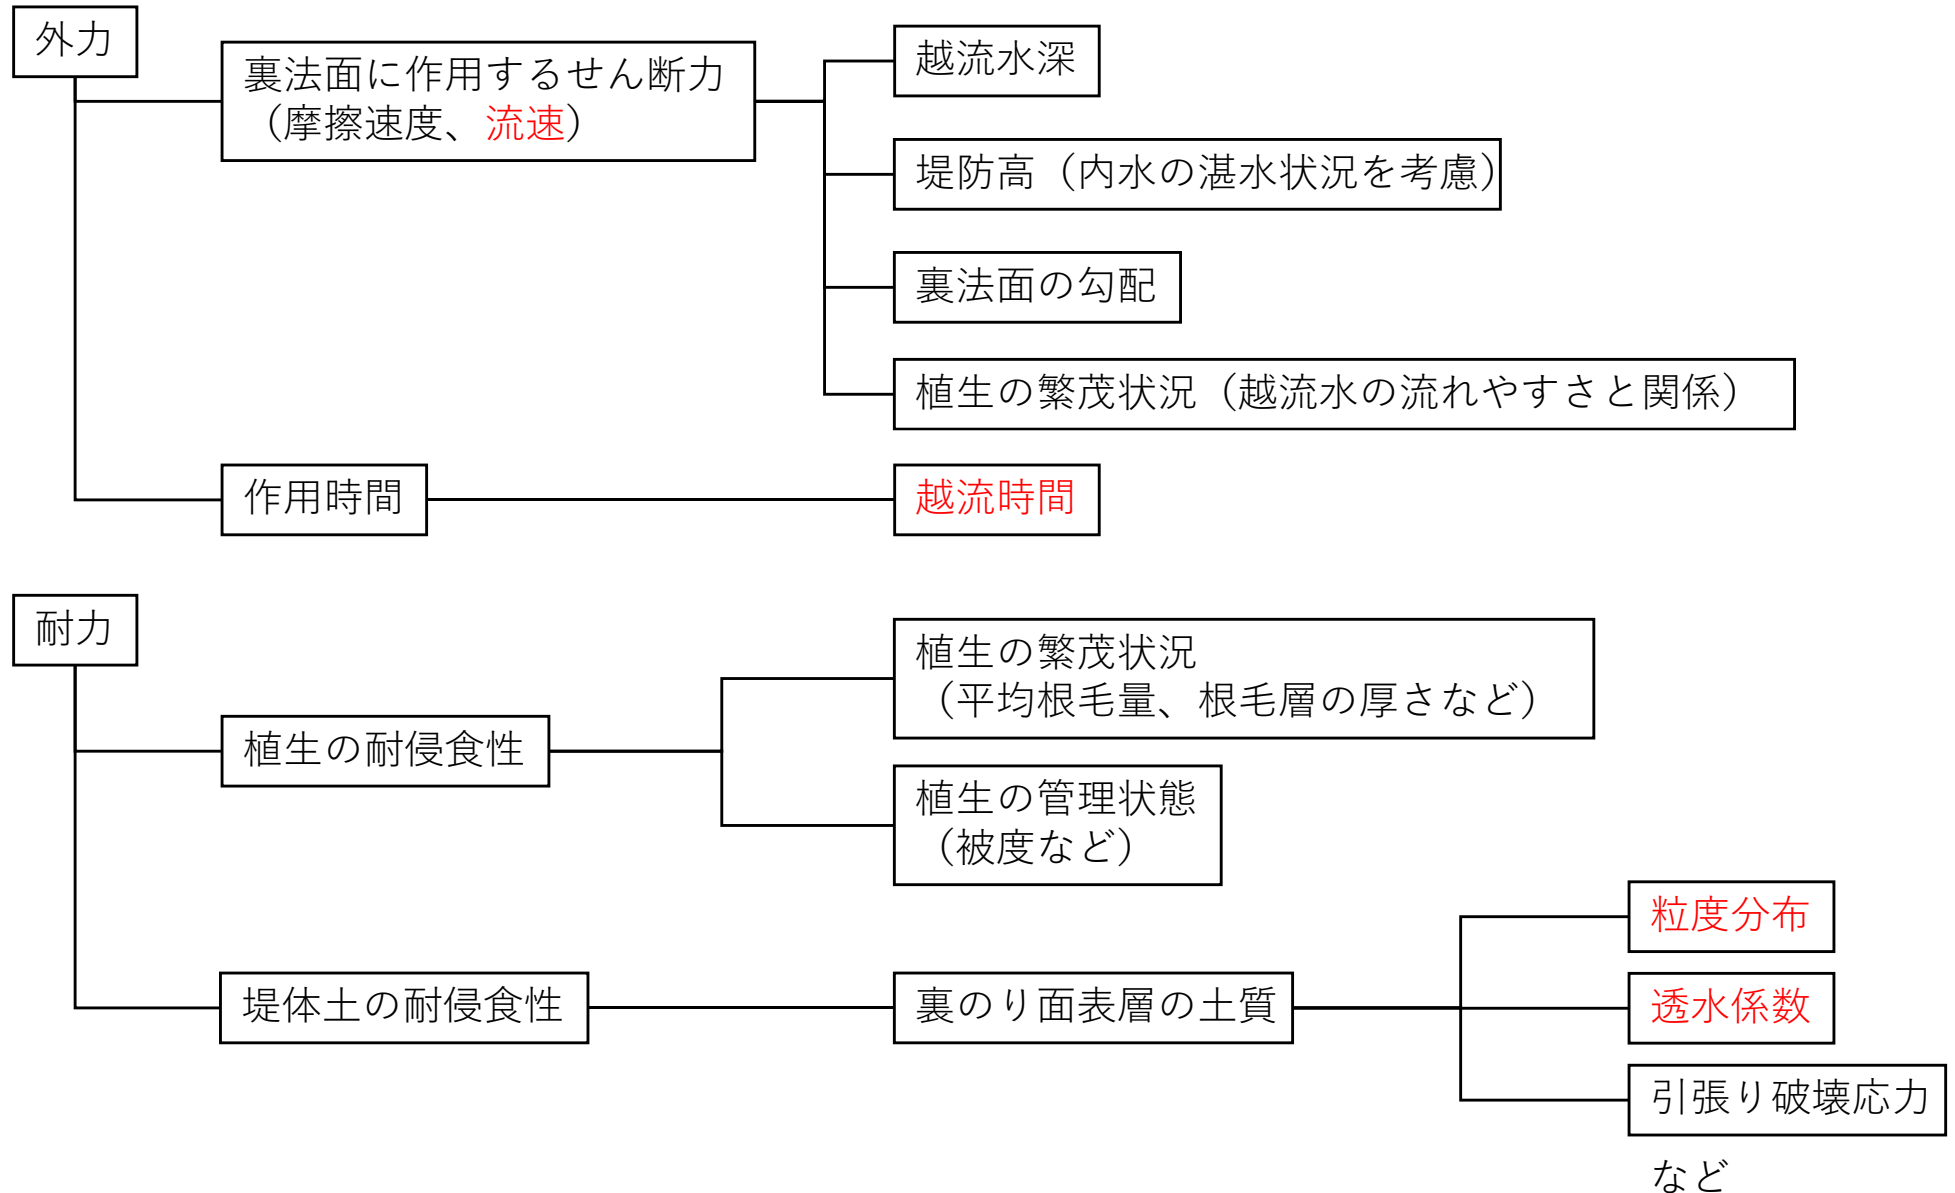 外力
裏法面に作用するせん断力
（摩擦速度、流速）
越流水深
堤防高（内水の湛水状況を考慮）
裏法面の勾配
植生の繁茂状況（越流水の流れやすさと関係）
作用時間
越流時間
耐力
植生の耐侵食性
植生の繁茂状況
（平均根毛量、根毛層の厚さなど）
植生の管理状態
（被度など）
堤体土の耐侵食性
裏のり面表層の土質
粒度分布
透水係数
引張り破壊応力
など